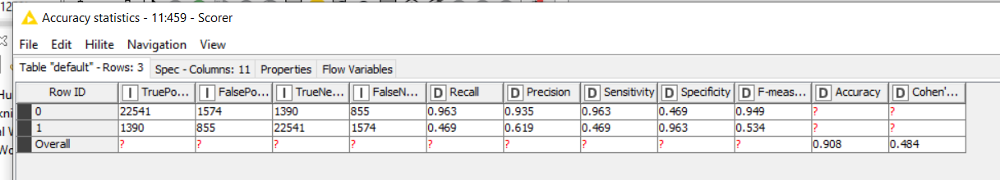 12
Accuracy statistics - 11:459 - Scorer
File Edit Hilite Navigation View
Table "default" - Rows: 3 Spec - Columns: 11 Properties Flow Variables
Row ID I TruePo... I FalsePo... I TrueNe... I FalseN... D Recall D Precision D Sensitivity D Specificity D F-meas... D Accuracy D Cohen'...
0 22541 1574 1390 855 0.963 0.935 0.963 0.469 0.949 ? ?
1 1390 855 22541 1574 0.469 0.619 0.469 0.963 0.534 ? ?
Overall ? ? ? ? ? ? ? ? ? 0.908 0.484